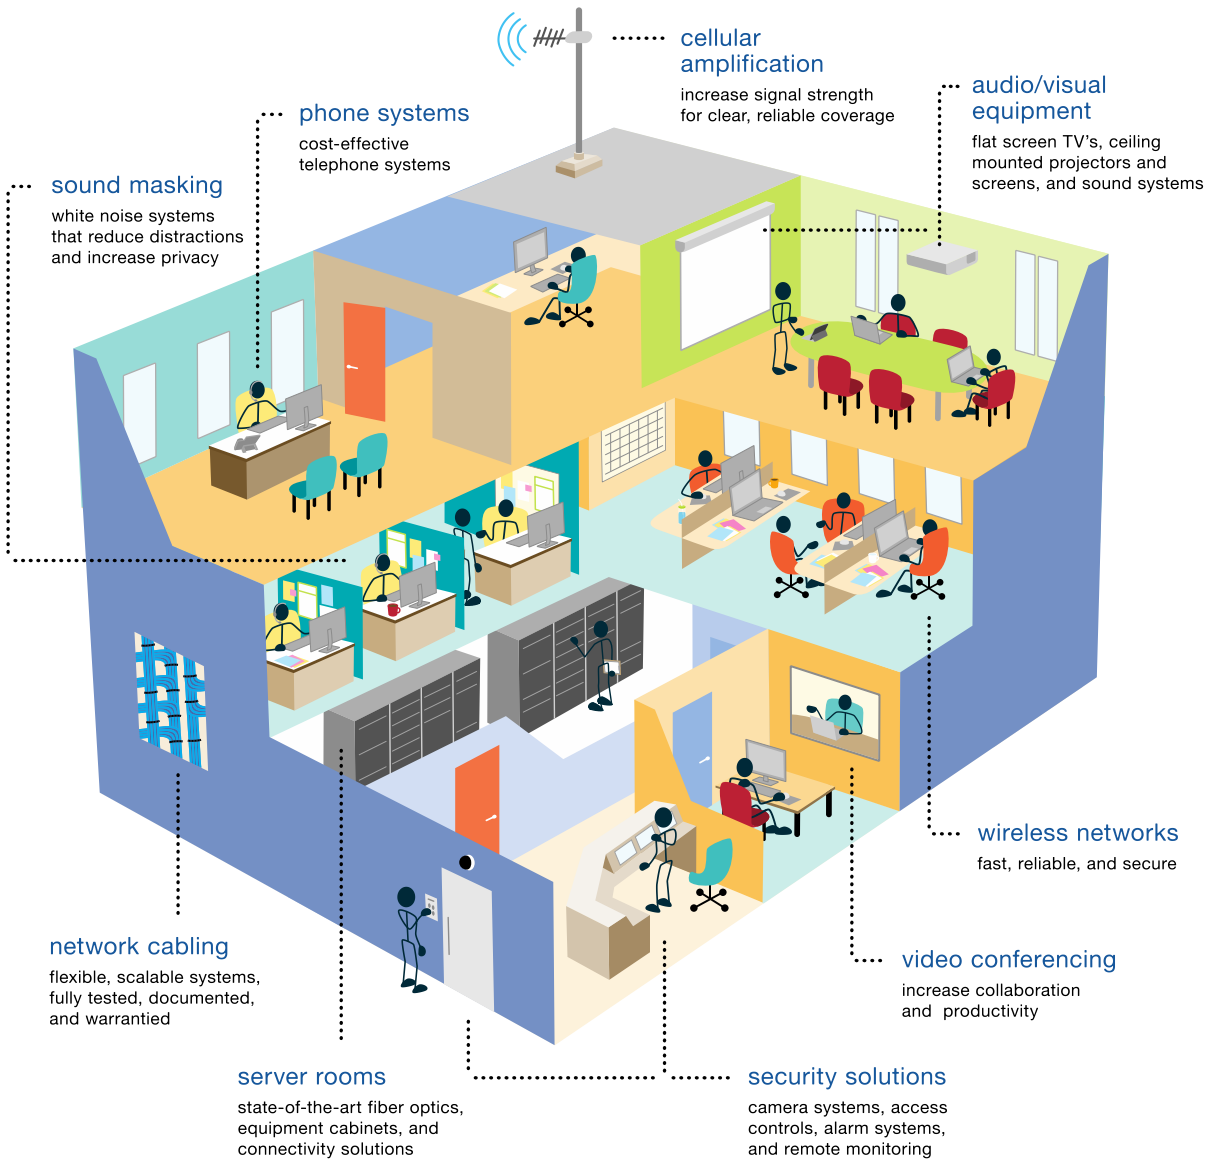 cellular
amplification
increase signal strength
for clear, reliable coverage
audio/visual
equipment
flat screen TV's, ceiling
mounted projectors and
screens, and sound systems
phone systems
cost-effective
telephone systems
sound masking
white noise systems
that reduce distractions
and increase privacy
wireless networks
fast, reliable, and secure
network cabling
flexible, scalable systems,
fully tested, documented,
and warrantied
video conferencing
increase collaboration
and productivity
server rooms
state-of-the-art fiber optics,
equipment cabinets, and
connectivity solutions
security solutions
camera systems, access
controls, alarm systems,
and remote monitoring